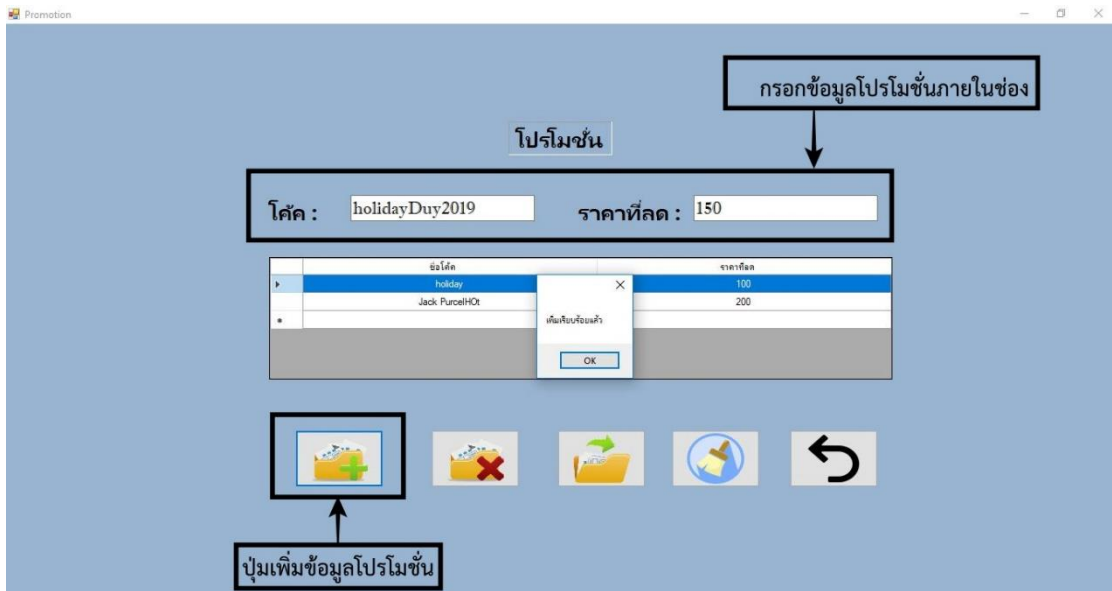 Promotion
กรอกข้อมูลโปรโมชั่นภายในช่อง
โปรโมชั่น
โค้ค : holidayDuy2019 ราคาที่ลด : 150
ชื่อโค้ค ราคาที่ลด
holiday 100
Jack PurcelHOt 200
เพิ่มเรียบร้อยแล้ว
OK
ปุ่มเพิ่มข้อมูลโปรโมชั่น